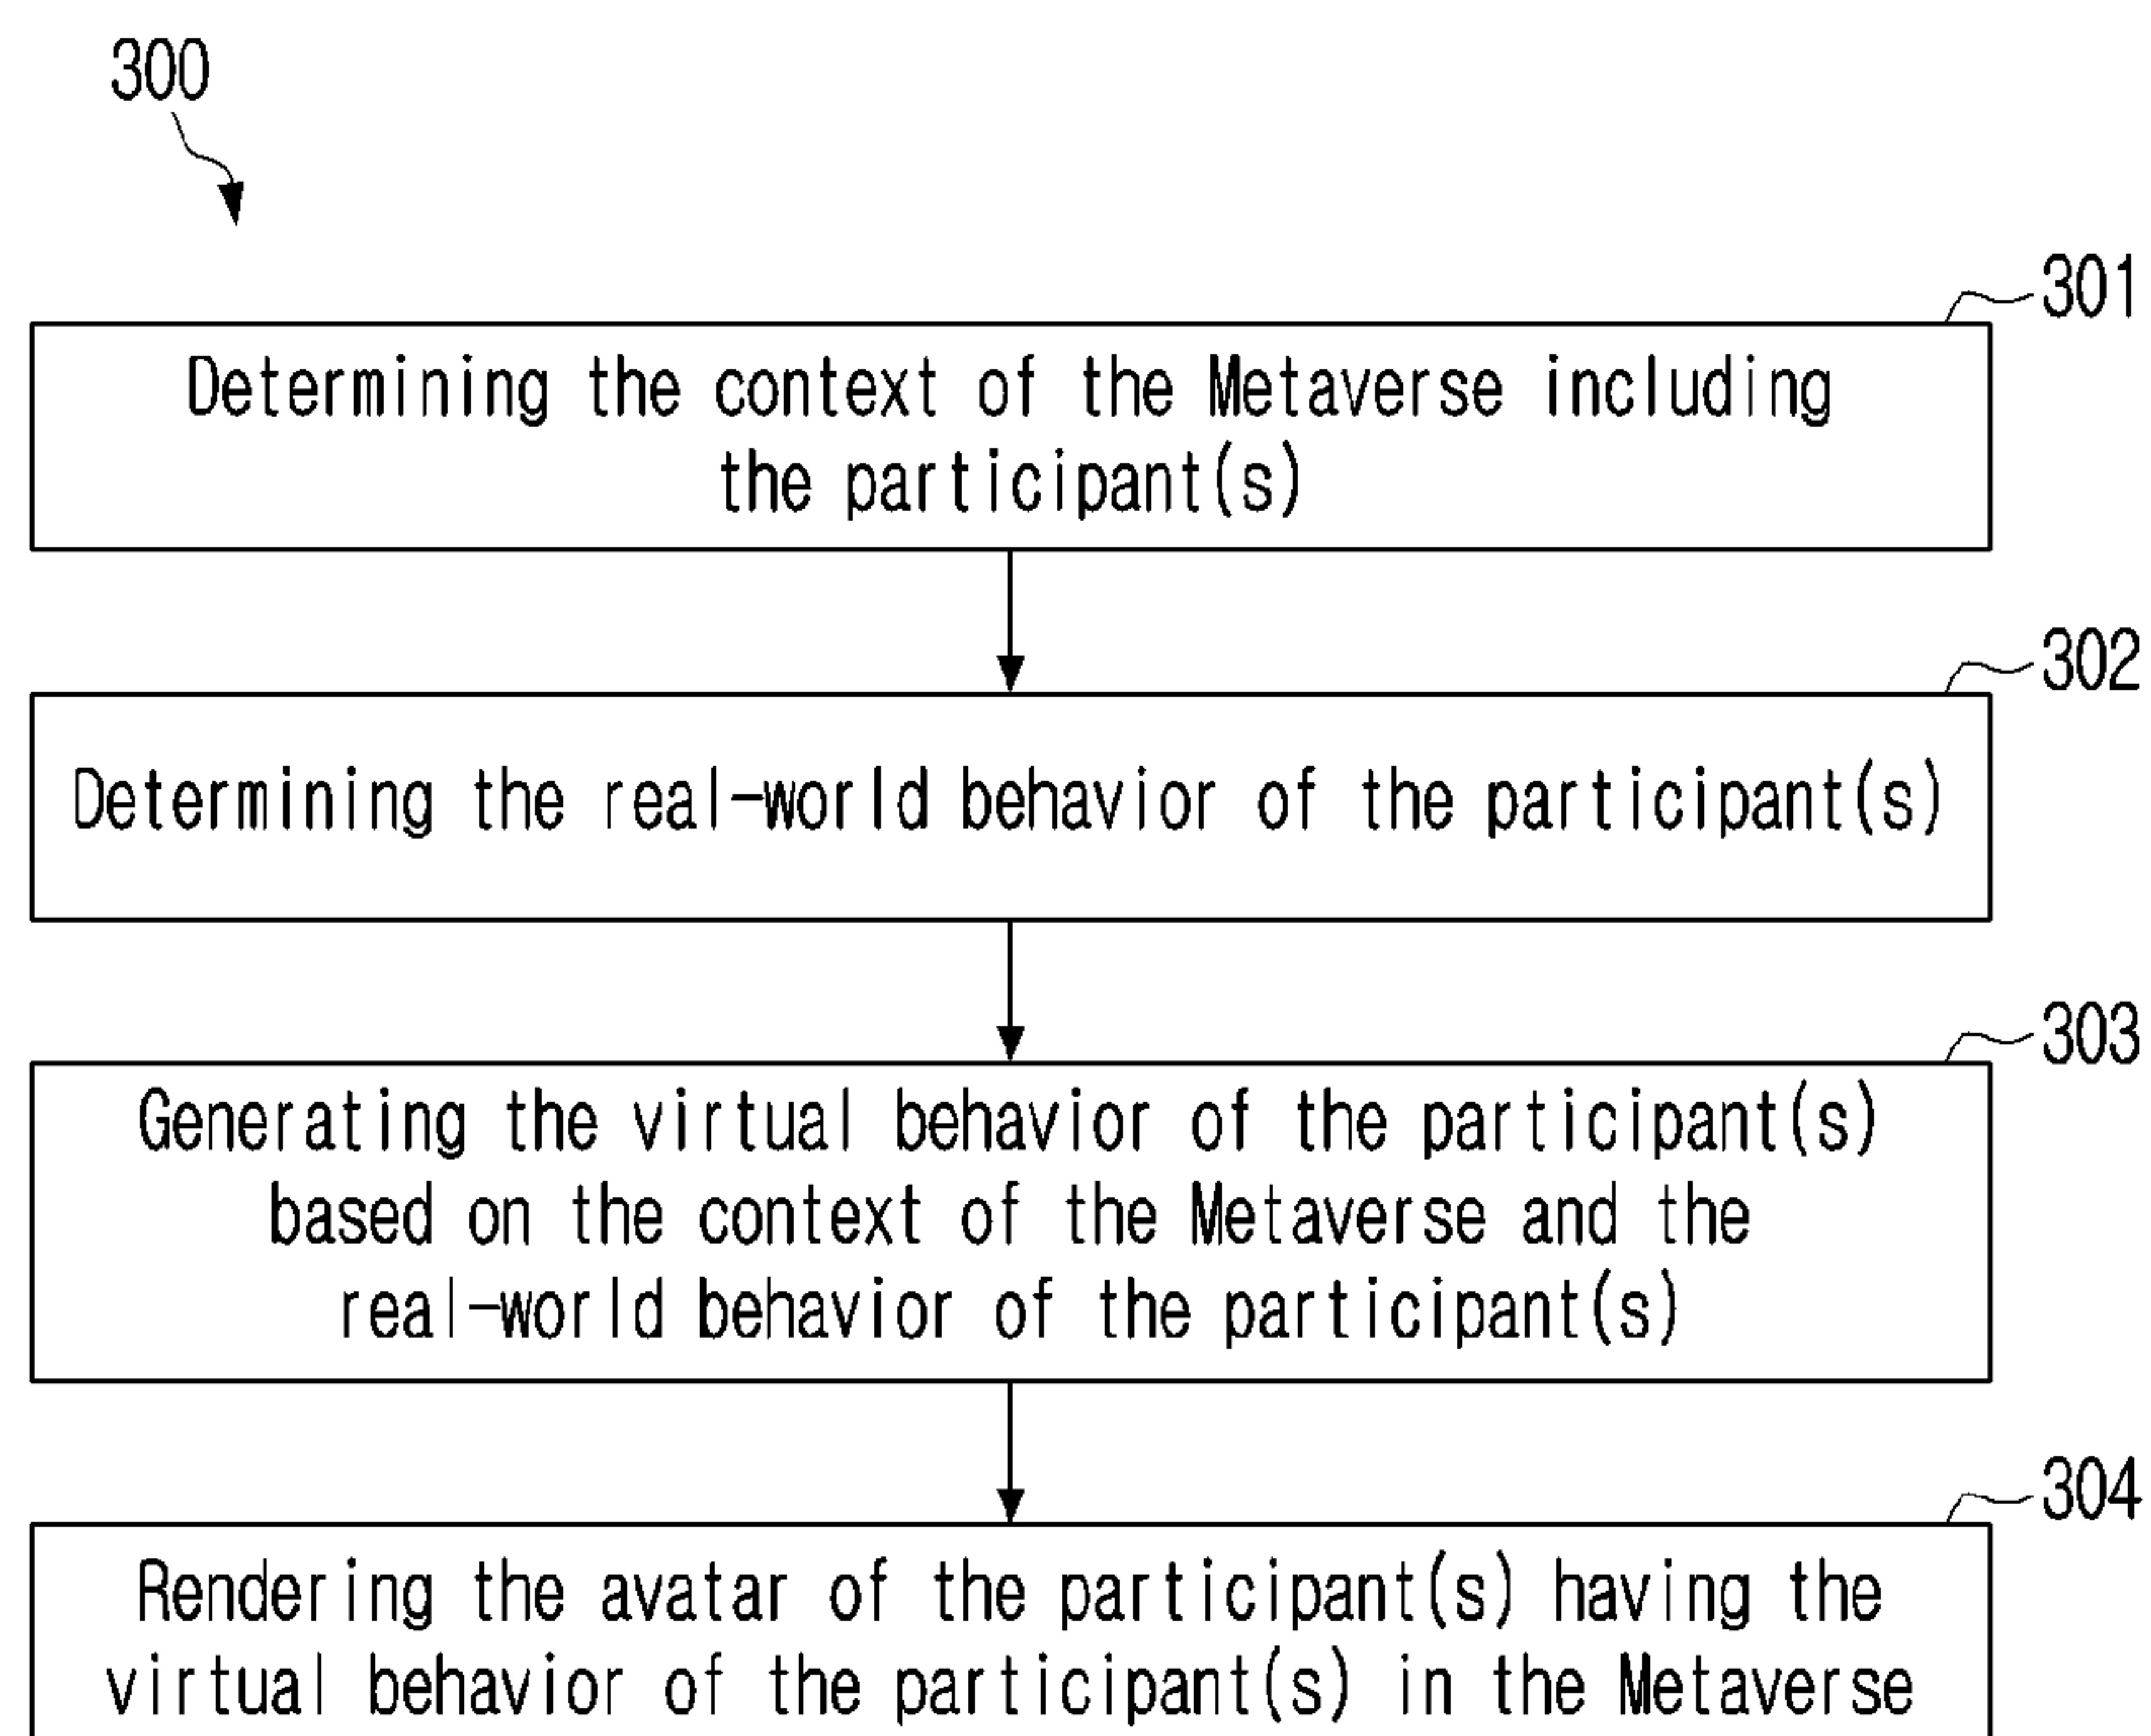 300
301
Determining the context of the Metaverse including
the participant(s)
302
Determining the real-world behavior of the participant(s)
303
Generating the virtual behavior of the participant(s)
based on the context of the Metaverse and the
real-world behavior of the participant(s)
304
Rendering the avatar of the participant(s) having the
virtual behavior of the participant(s) in the Metaverse